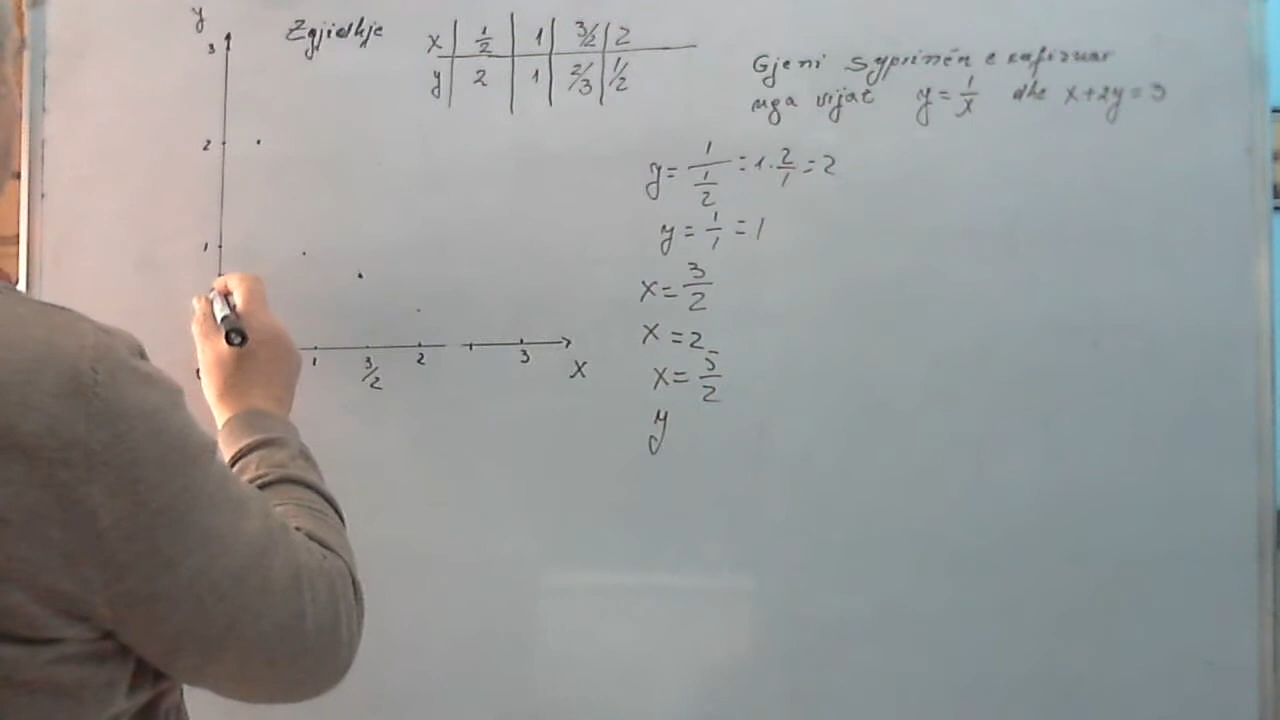 y
3
2
1
1 3/2 2 3 X
Zgjidhje
x | 1/2 | 1 | 3/2 | 2
y | 2 | 1 | 2/3 | 1/2
Gjeni syprinën e kufizuar
nga vijat y = 1/x dhe x+2y=3
y = 1/(1/2) = 1·2/1 = 2
y = 1/1 = 1
x = 3/2
x = 2
x = 5/2
y